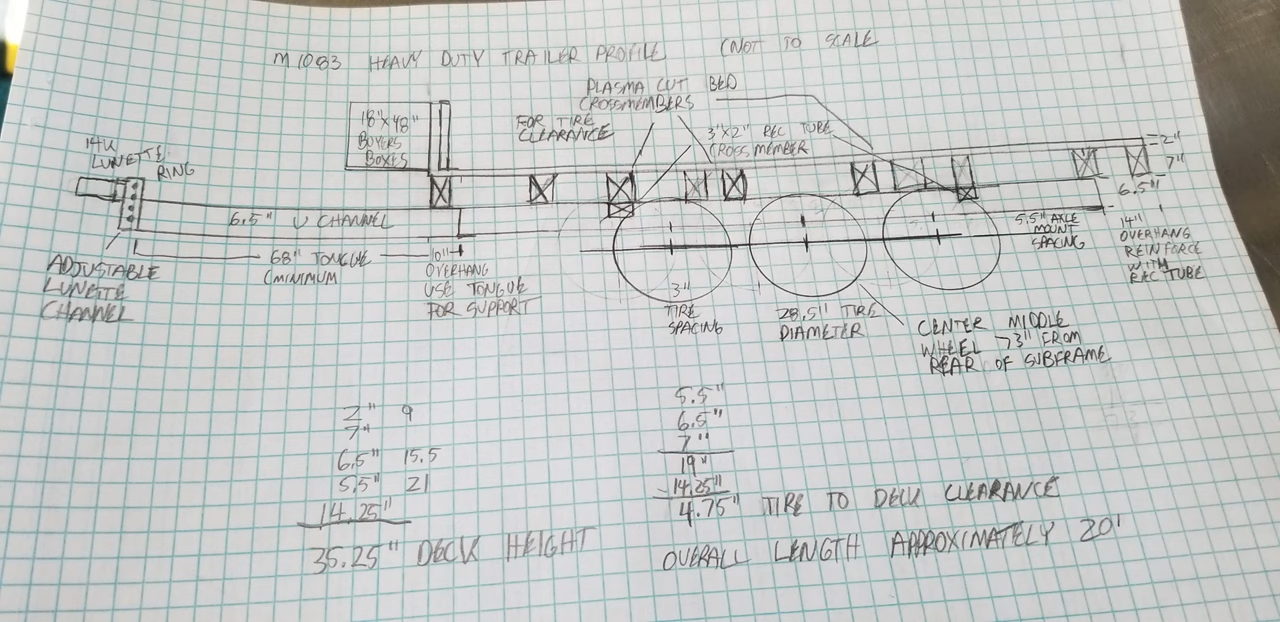 M1083 HEAVY DUTY TRAILER PROFILE (NOT TO SCALE
PLASMA CUT BED
CROSSMEMBERS
18"X48"
BUYERS
BOXES
FOR TIRE
CLEARANCE
3"X2" REC TUBE
CROSS MEMBER
14K
LUNETTE
RING
2"
7"
6.5"
6.5" U CHANNEL
68" TONGUE
(MINIMUM
10"
OVERHANG
USE TONGUE
FOR SUPPORT
ADJUSTABLE
LUNETTE
CHANNEL
5.5" AXLE
MOUNT
SPACING
14"
OVERHANG
REINFORCE
WITH
REC TUBE
3"
TIRE
SPACING
28.5" TIRE
DIAMETER
CENTER MIDDLE
WHEEL 73" FROM
REAR OF SUBFRAME
2" 9
7"
6.5" 15.5
5.5" 21
14.25"
35.25" DECK HEIGHT
5.5"
6.5"
7"
19"
-14.25"
4.75" TIRE TO DECK CLEARANCE
OVERALL LENGTH APPROXIMATELY 20'